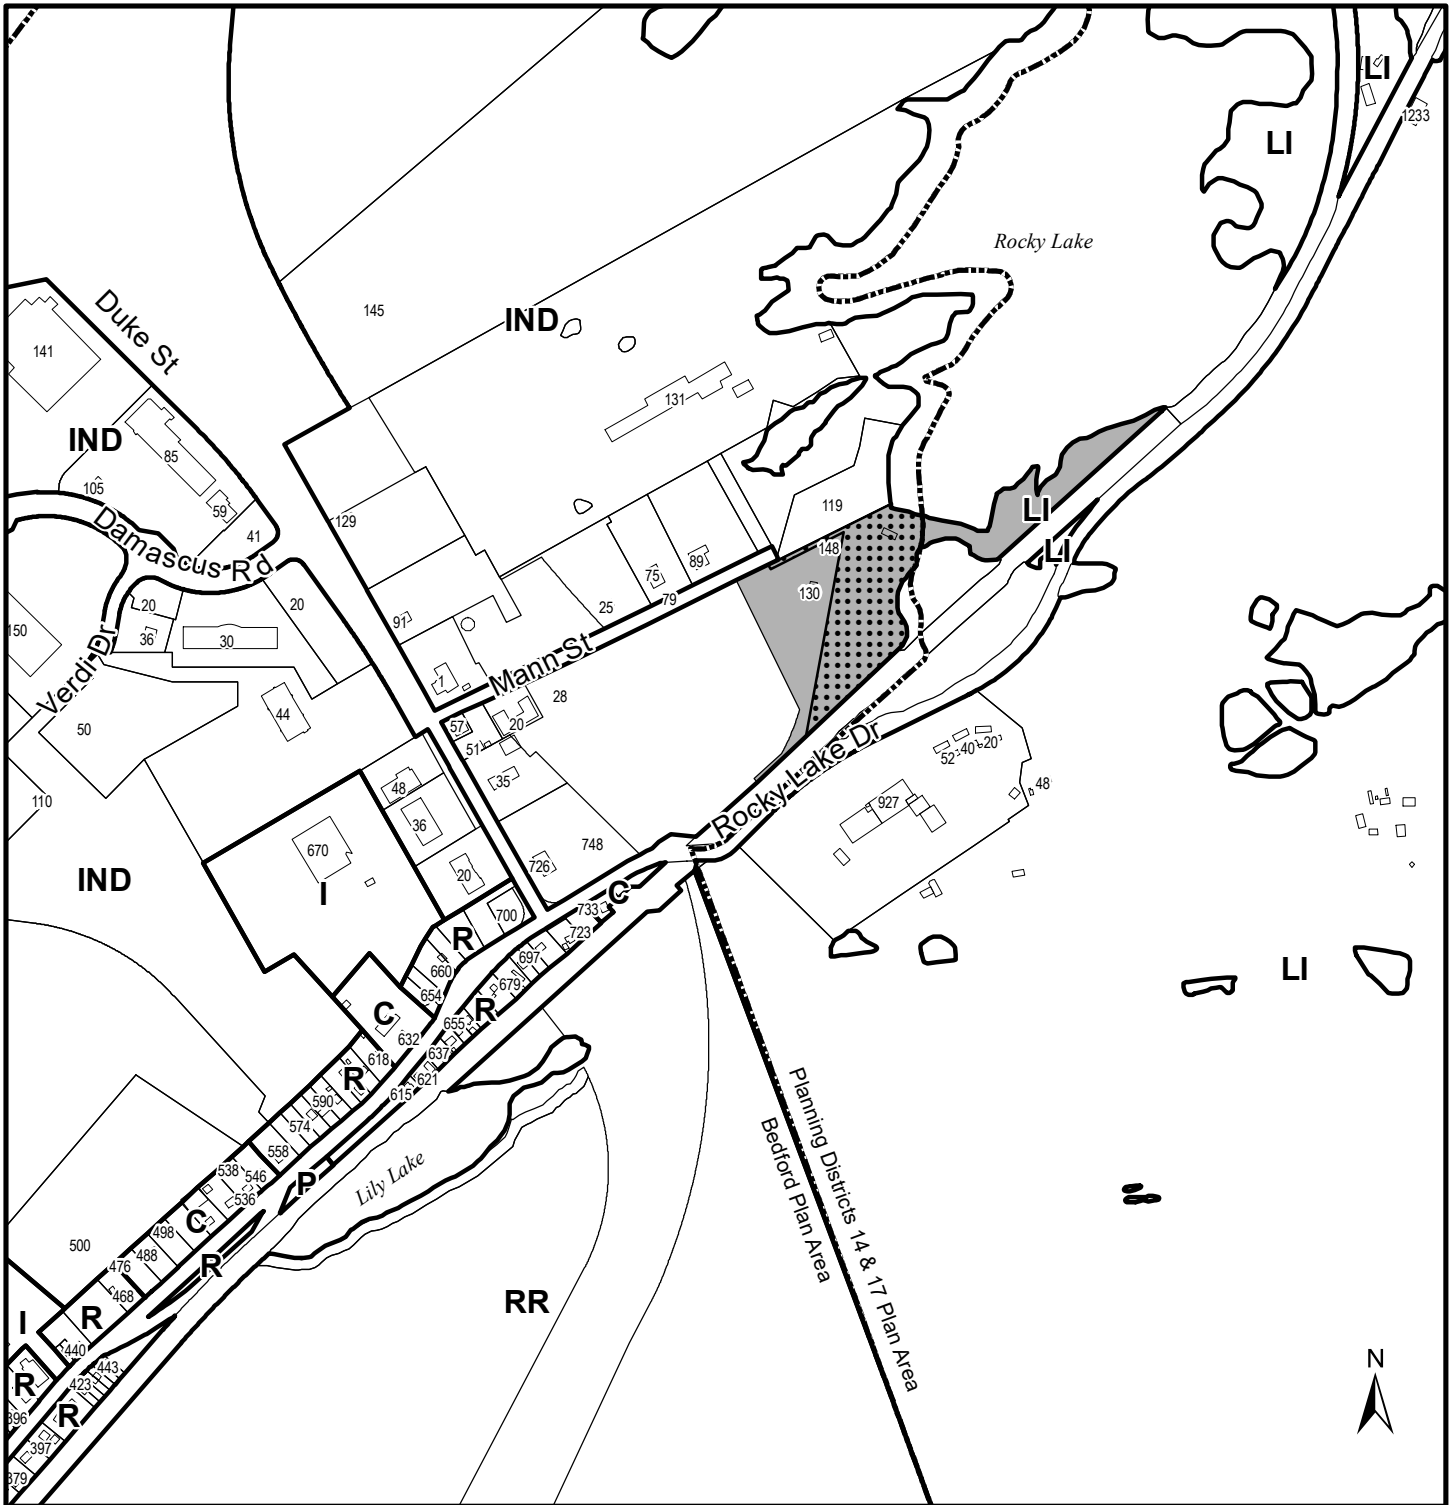 LI
1233
LI
Rocky Lake
145
IND
Duke St
141
131
IND
85
105
59
119
129
LI
41
Damascus Rd
148
LI
89
75
130
79
20
20
25
91
150
36
30
Mann St
Verdi Dr
1
28
44
57
20
50
51
Rocky Lake Dr
52
40
20
35
48
48
110
927
36
748
670
726
20
IND
I
C
700
733
723
R
697
660
679
LI
654
R
C
655
632
637
618
R
621
615
590
574
Planning Districts 14 & 17 Plan Area
Bedford Plan Area
558
538
546
P
Lily Lake
536
C
498
500
488
R
476
468
RR
R
I
440
443
N
R
423
396
R
397
379